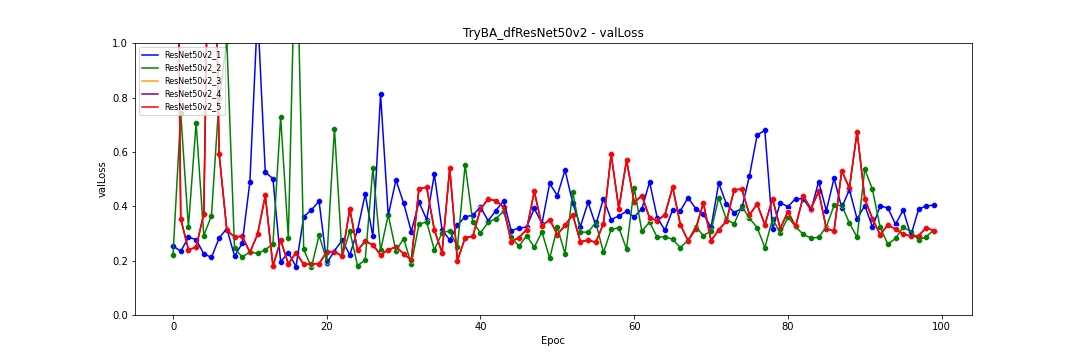 TryBA_dfResNet50v2 - valLoss
valLoss
1.0
0.8
0.6
0.4
0.2
0.0
ResNet50v2_1
ResNet50v2_2
ResNet50v2_3
ResNet50v2_4
ResNet50v2_5
0 20 40 60 80 100
Epoc